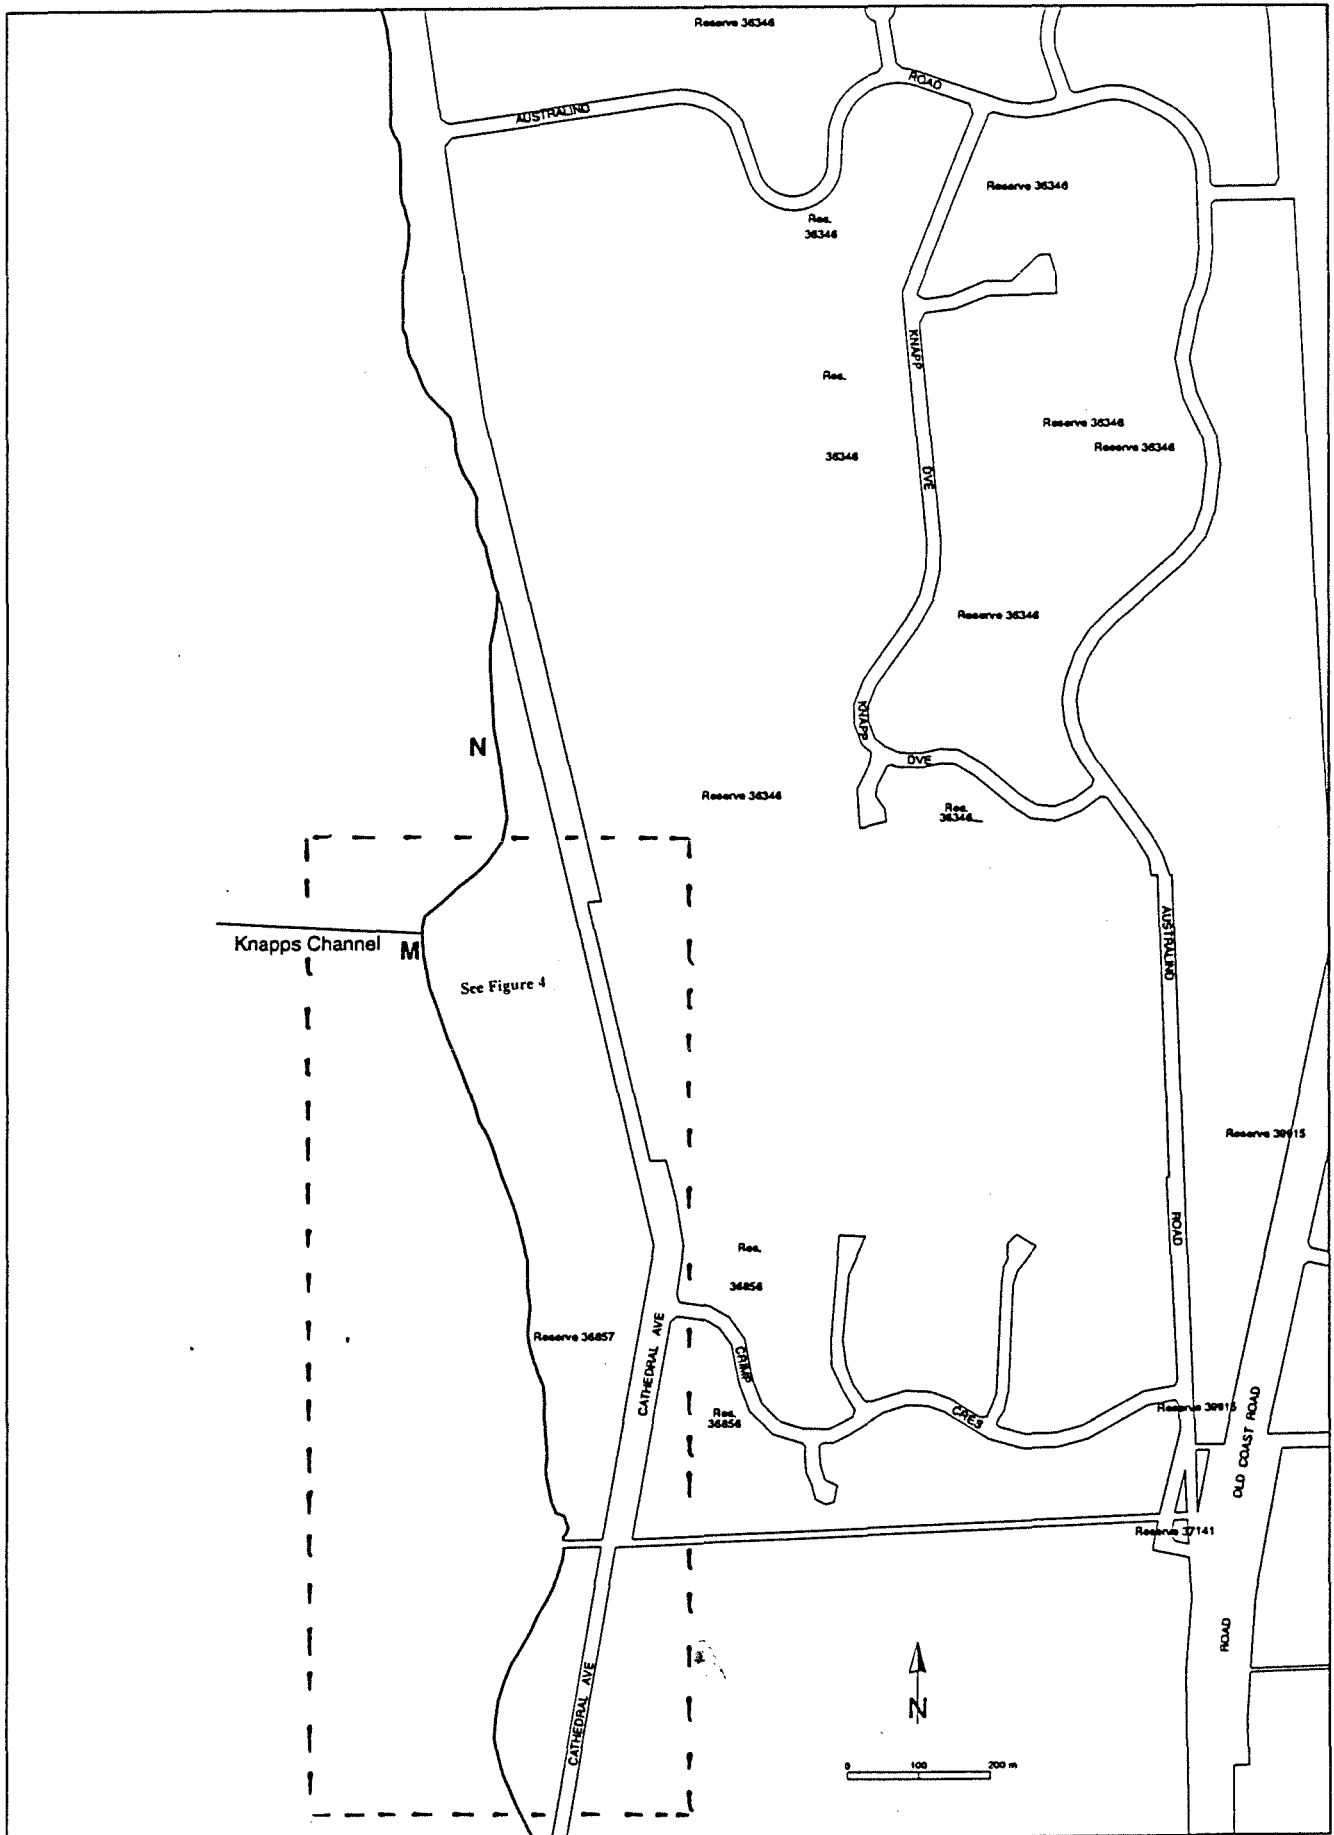 Reserve 36346
ROAD
AUSTRALIND
Reserve 36346
Res.
36346
KNAPP
Res.
Reserve 36346
Reserve 36346
36346
DVE
Reserve 36346
KNAPP
N
DVE
Reserve 36346
Res.
36346
AUSTRALIND
Knapps Channel
M
See Figure 4
Reserve 39915
ROAD
Res.
36856
Reserve 36857
CATHEDRAL AVE
CRIMP
Res.
36856
CRES
Reserve 39915
OLD COAST ROAD
Reserve 37141
ROAD
CATHEDRAL AVE
N
0 100 200 m